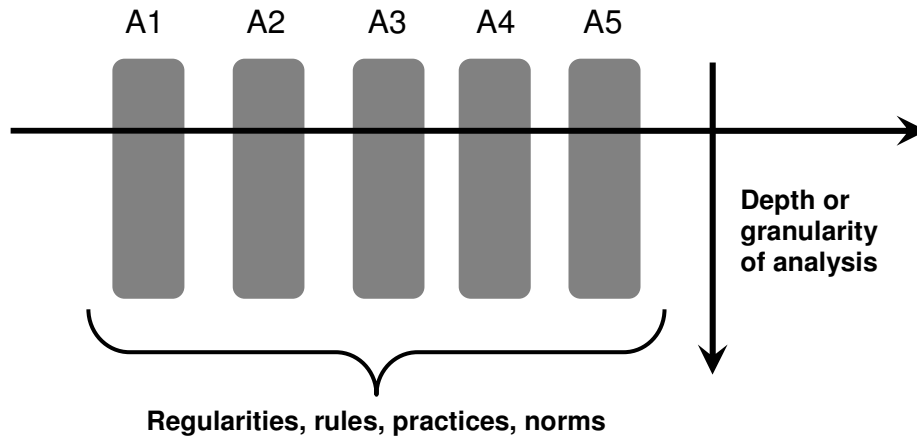 A1 A2 A3 A4 A5
Depth or
granularity
of analysis
Regularities, rules, practices, norms